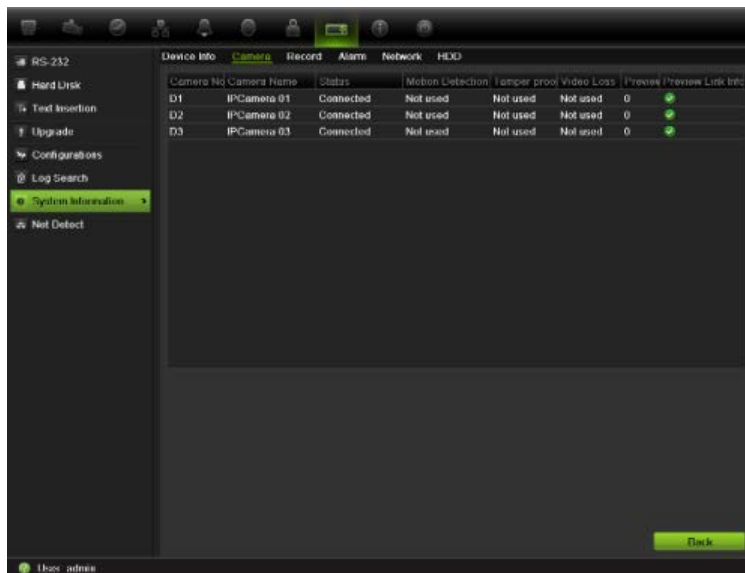 RS-232
Hard Disk
Text Insertion
Upgrade
Configurations
Log Search
System Information
Net Detect
Device Info Camera Record Alarm Network HDD
Camera No Camera Name Status Motion Detection Tamper proof Video Loss Preview Preview Link Info
D1 IPCamera 01 Connected Not used Not used Not used 0
D2 IPCamera 02 Connected Not used Not used Not used 0
D3 IPCamera 03 Connected Not used Not used Not used 0
Back
User: admin